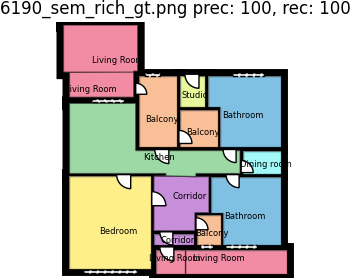 6190_sem_rich_gt.png prec: 100, rec: 100
Living Room
Living Room
Studio
Bathroom
Balcony
Balcony
Kitchen
Dining room
Corridor
Bathroom
Bedroom
Balcony
Corridor
Living Room
Living Room